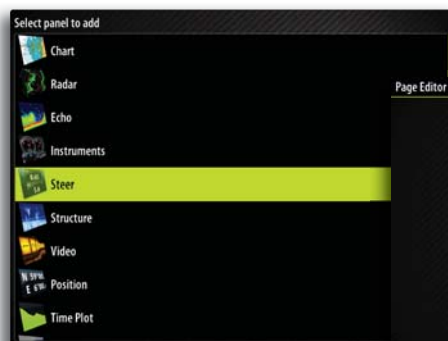 Select panel to add
Chart
Radar
Page Editor
Echo
Instruments
Steer
Structure
Video
Position
Time Plot